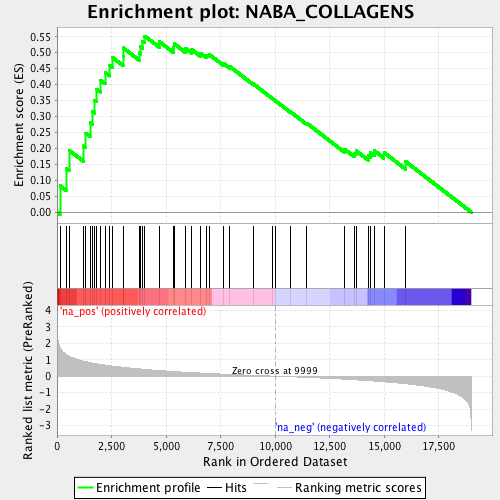 Enrichment plot: NABA_COLLAGENS
Enrichment score (ES)
0.55
0.50
0.45
0.40
0.35
0.30
0.25
0.20
0.15
0.10
0.05
0.00
'na_pos' (positively correlated)
Ranked list metric (PreRanked)
4
3
2
1
0
-1
-2
-3
Zero cross at 9999
'na_neg' (negatively correlated)
0 2,500 5,000 7,500 10,000 12,500 15,000 17,500
Rank in Ordered Dataset
Enrichment profile Hits Ranking metric scores